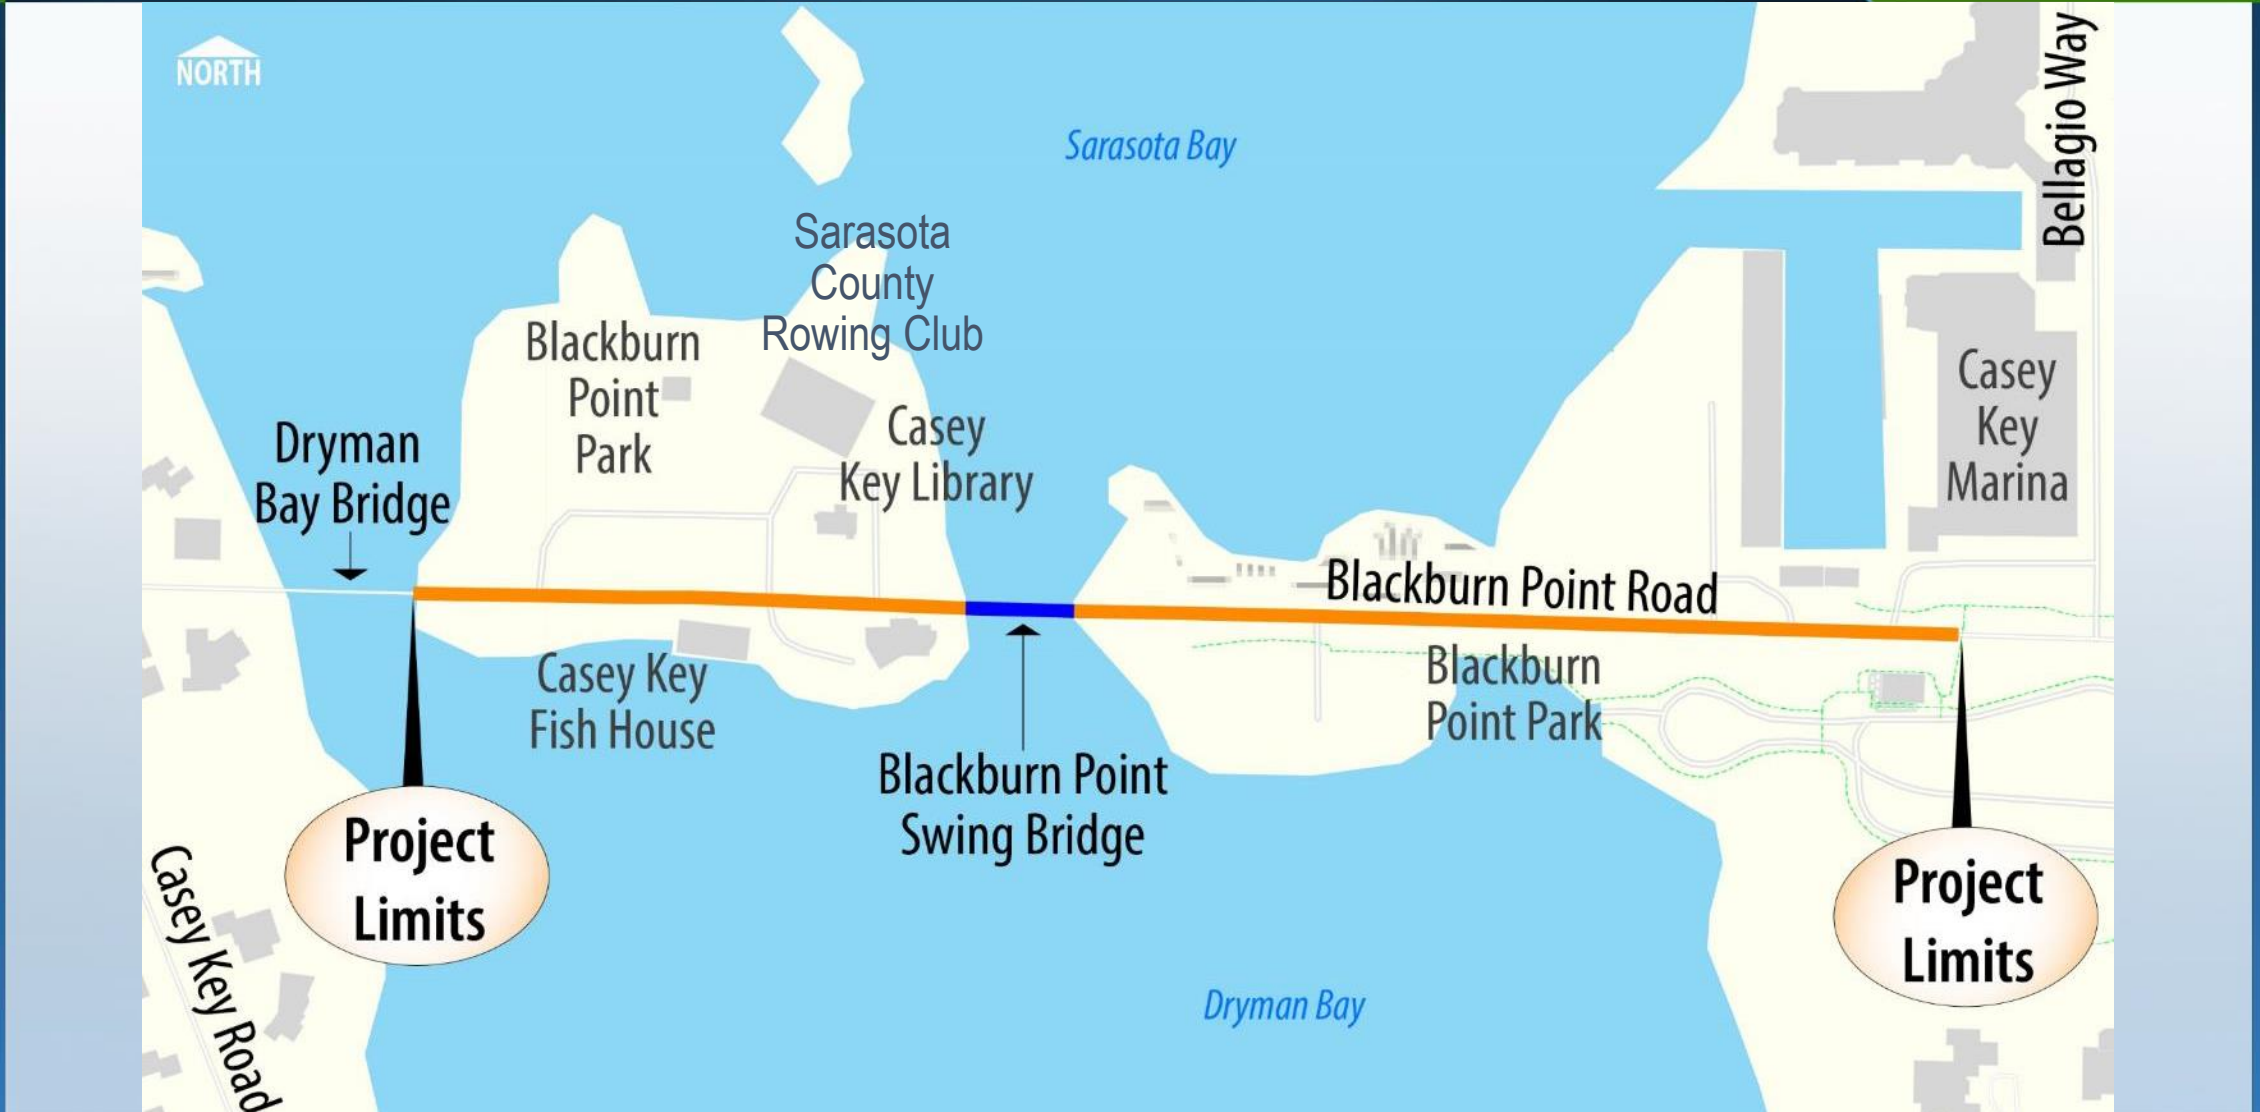 NORTH
Sarasota Bay
Bellagio Way
Sarasota
County
Rowing Club
Blackburn
Point
Park
Casey
Key Library
Casey
Key
Marina
Dryman
Bay Bridge
Blackburn Point Road
Casey Key
Fish House
Blackburn
Point Park
Blackburn Point
Swing Bridge
Project
Limits
Project
Limits
Casey Key Road
Dryman Bay